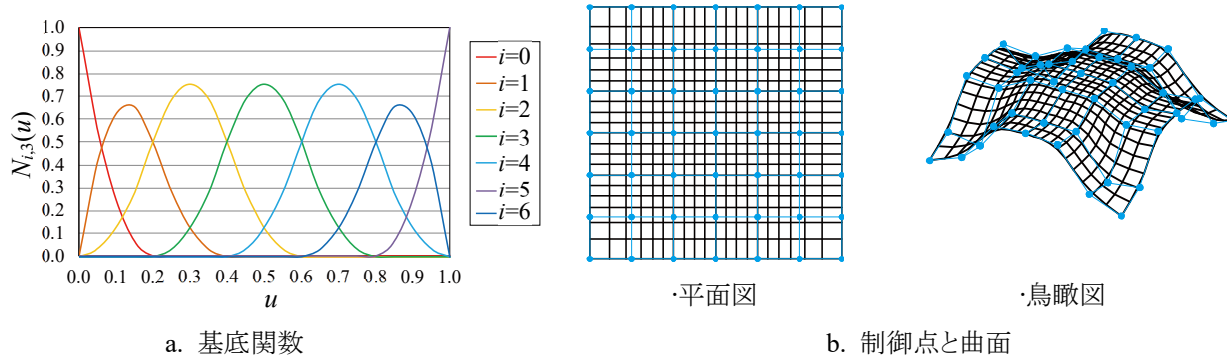 1.0
0.9
0.8
0.7
0.6
0.5
0.4
0.3
0.2
0.1
0.0
N_{i,3}(u)
0 0.1 0.2 0.3 0.4 0.5 0.6 0.7 0.8 0.9 1.0
u
i=0
i=1
i=2
i=3
i=4
i=5
i=6
a. 基底関数
·平面図
·鳥瞰図
b. 制御点と曲面